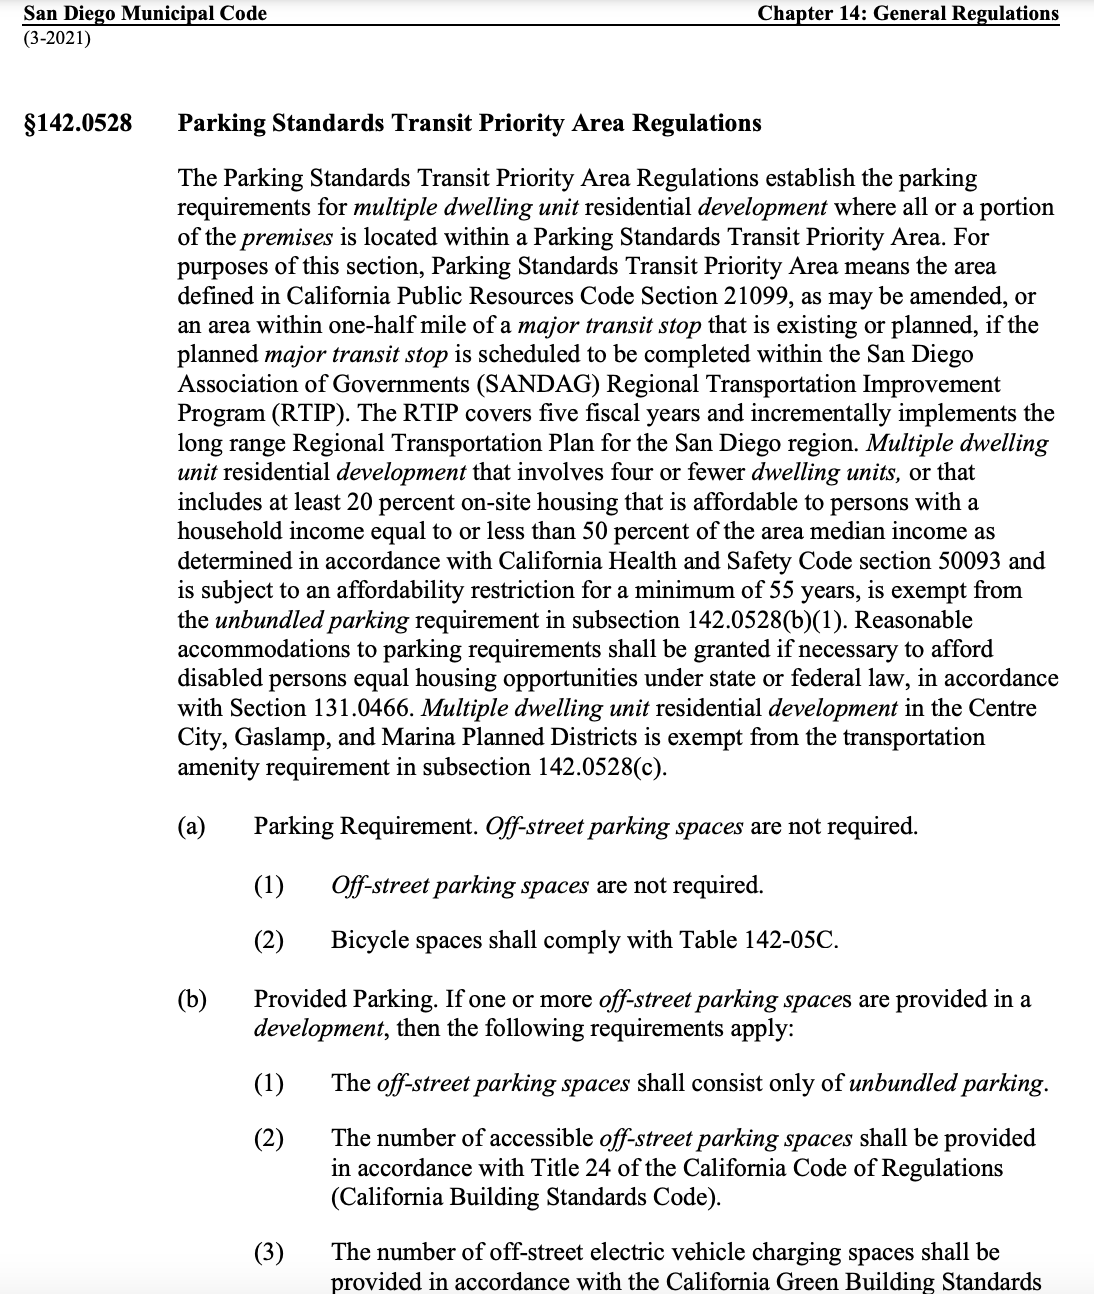 San Diego Municipal Code Chapter 14: General Regulations
(3-2021)
§142.0528 Parking Standards Transit Priority Area Regulations
The Parking Standards Transit Priority Area Regulations establish the parking
requirements for multiple dwelling unit residential development where all or a portion
of the premises is located within a Parking Standards Transit Priority Area. For
purposes of this section, Parking Standards Transit Priority Area means the area
defined in California Public Resources Code Section 21099, as may be amended, or
an area within one-half mile of a major transit stop that is existing or planned, if the
planned major transit stop is scheduled to be completed within the San Diego
Association of Governments (SANDAG) Regional Transportation Improvement
Program (RTIP). The RTIP covers five fiscal years and incrementally implements the
long range Regional Transportation Plan for the San Diego region. Multiple dwelling
unit residential development that involves four or fewer dwelling units, or that
includes at least 20 percent on-site housing that is affordable to persons with a
household income equal to or less than 50 percent of the area median income as
determined in accordance with California Health and Safety Code section 50093 and
is subject to an affordability restriction for a minimum of 55 years, is exempt from
the unbundled parking requirement in subsection 142.0528(b)(1). Reasonable
accommodations to parking requirements shall be granted if necessary to afford
disabled persons equal housing opportunities under state or federal law, in accordance
with Section 131.0466. Multiple dwelling unit residential development in the Centre
City, Gaslamp, and Marina Planned Districts is exempt from the transportation
amenity requirement in subsection 142.0528(c).
(a) Parking Requirement. Off-street parking spaces are not required.
(1) Off-street parking spaces are not required.
(2) Bicycle spaces shall comply with Table 142-05C.
(b) Provided Parking. If one or more off-street parking spaces are provided in a
development, then the following requirements apply:
(1) The off-street parking spaces shall consist only of unbundled parking.
(2) The number of accessible off-street parking spaces shall be provided
in accordance with Title 24 of the California Code of Regulations
(California Building Standards Code).
(3) The number of off-street electric vehicle charging spaces shall be
provided in accordance with the California Green Building Standards